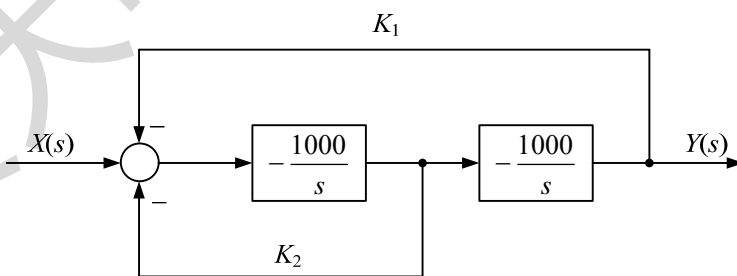 K₁
−
X(s)
− 1000/s
− 1000/s
Y(s)
−
K₂